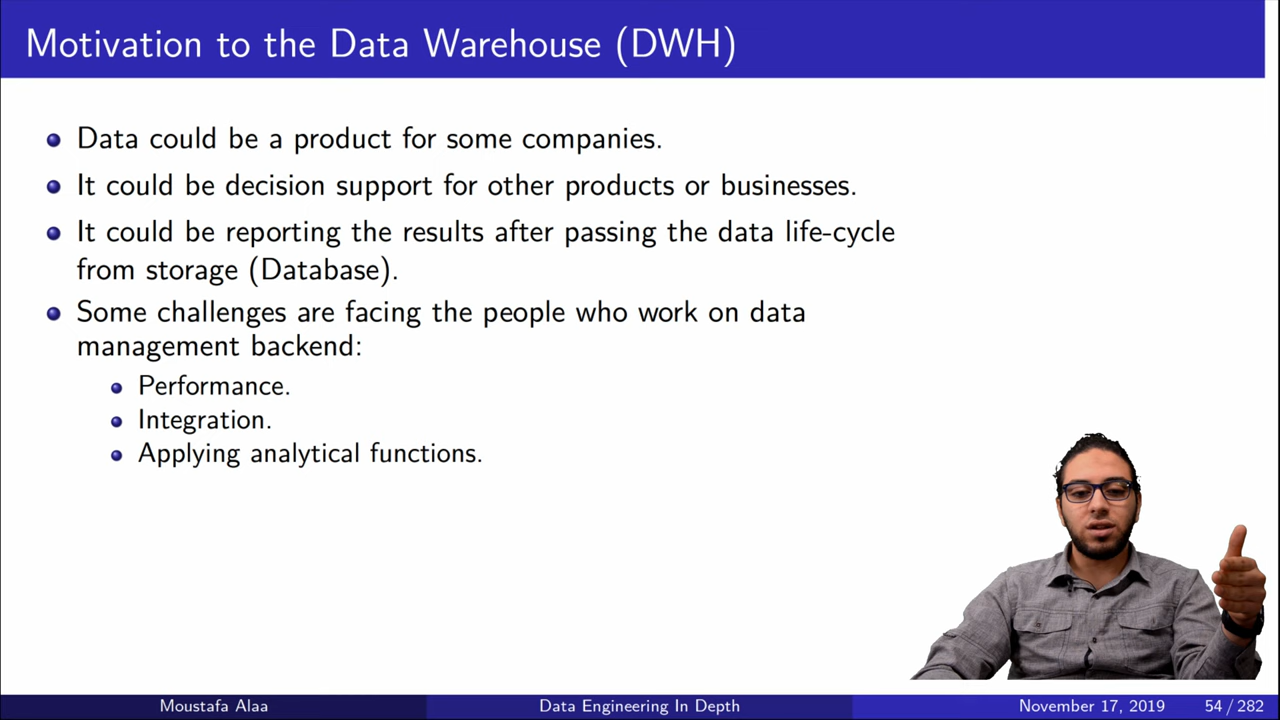 Motivation to the Data Warehouse (DWH)
Data could be a product for some companies.
It could be decision support for other products or businesses.
It could be reporting the results after passing the data life-cycle
from storage (Database).
Some challenges are facing the people who work on data
management backend:
Performance.
Integration.
Applying analytical functions.
Moustafa Alaa
Data Engineering In Depth
November 17, 2019
54 / 282